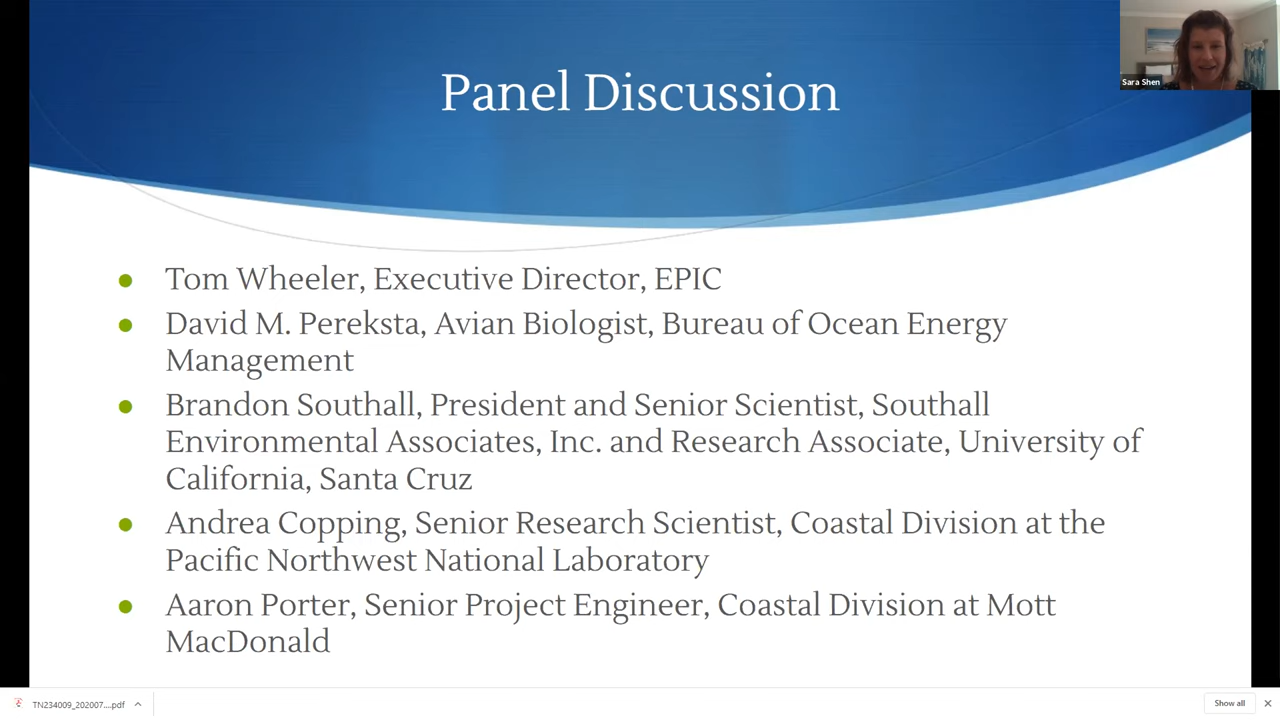 Sara Shen
Panel Discussion
Tom Wheeler, Executive Director, EPIC
David M. Pereksta, Avian Biologist, Bureau of Ocean Energy
Management
Brandon Southall, President and Senior Scientist, Southall
Environmental Associates, Inc. and Research Associate, University of
California, Santa Cruz
Andrea Copping, Senior Research Scientist, Coastal Division at the
Pacific Northwest National Laboratory
Aaron Porter, Senior Project Engineer, Coastal Division at Mott
MacDonald
TN234009_202007....pdf
Show all